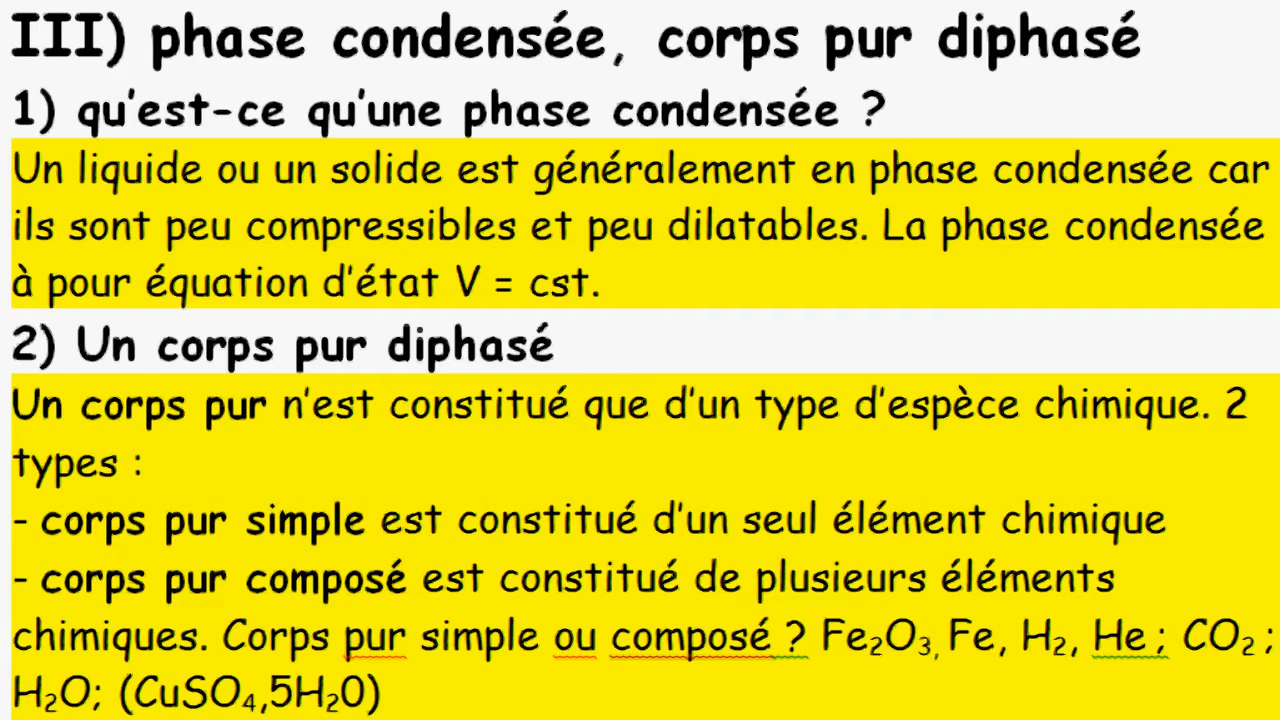 III) phase condensée, corps pur diphasé
1) qu'est-ce qu'une phase condensée ?
Un liquide ou un solide est généralement en phase condensée car
ils sont peu compressibles et peu dilatables. La phase condensée
à pour équation d'état V = cst.
2) Un corps pur diphasé
Un corps pur n'est constitué que d'un type d'espèce chimique. 2
types :
- corps pur simple est constitué d'un seul élément chimique
- corps pur composé est constitué de plusieurs éléments
chimiques. Corps pur simple ou composé ? Fe₂O₃, Fe, H₂, He ; CO₂ ;
H₂O; (CuSO₄,5H₂0)